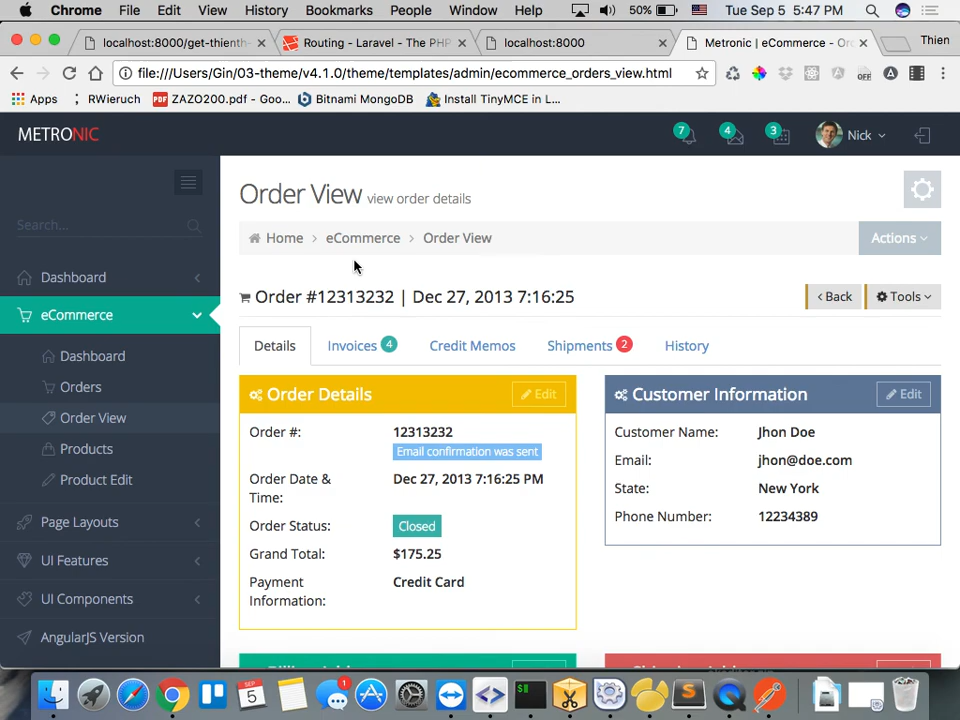 Chrome File Edit View History Bookmarks People Window Help 50% Tue Sep 5 5:47 PM
localhost:8000/get-thienth
Routing - Laravel - The PHP
localhost:8000
Metronic | eCommerce - Or
Thien
file:///Users/Gin/03-theme/v4.1.0/theme/templates/admin/ecommerce_orders_view.html
OFF
Apps RWieruch ZAZO200.pdf - Goo... Bitnami MongoDB Install TinyMCE in L...
METRONIC
7 4 3 Nick
Search...
Dashboard
eCommerce
Dashboard
Orders
Order View
Products
Product Edit
Page Layouts
UI Features
UI Components
AngularJS Version
Order View view order details
Home > eCommerce > Order View
Actions
Order #12313232 | Dec 27, 2013 7:16:25
Back
Tools
Details Invoices 4 Credit Memos Shipments 2 History
Order Details Edit
Order #: 12313232
Email confirmation was sent
Order Date & Time: Dec 27, 2013 7:16:25 PM
Order Status: Closed
Grand Total: $175.25
Payment Information: Credit Card
Customer Information Edit
Customer Name: Jhon Doe
Email: jhon@doe.com
State: New York
Phone Number: 12234389
SEP
5
1